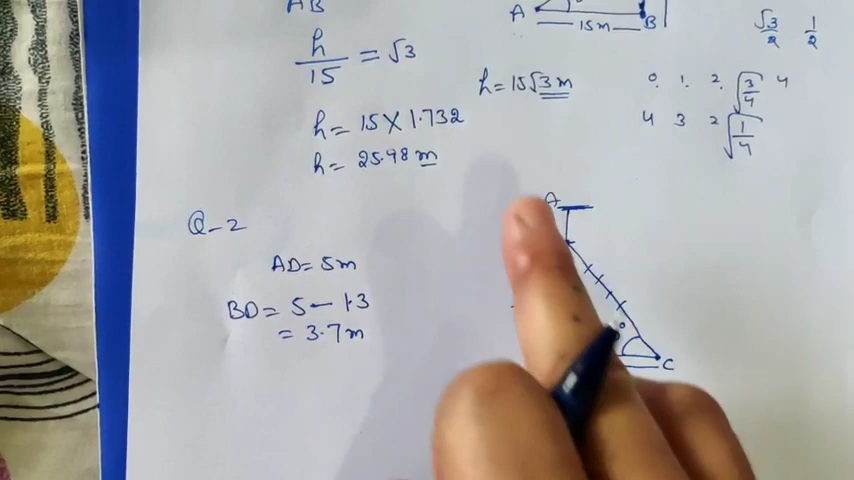 AB
h/15 = √3
h = 15√3 m
h = 15 × 1.732
h = 25.98 m
A
B
15 m
√3/2 1/2
0. 1. 2. √3/4 4
4 3 2 √1/4
Q-2
AD = 5m
BD = 5 - 1.3
= 3.7m
A
C